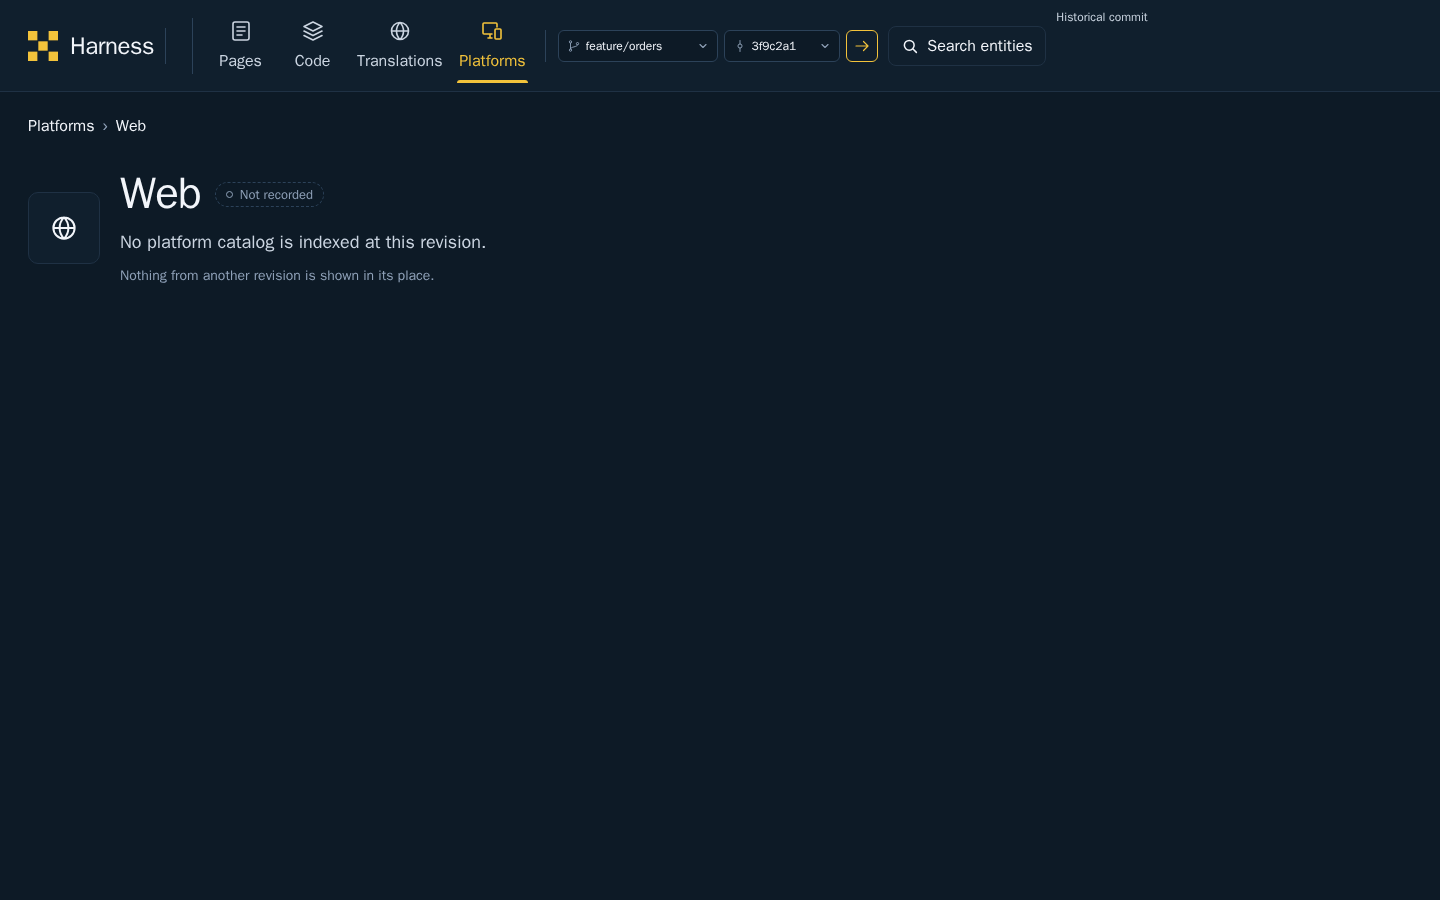 Harness
Pages
Code
Translations
Platforms
feature/orders
3f9c2a1
Search entities
Historical commit
Platforms › Web
Web
Not recorded
No platform catalog is indexed at this revision.
Nothing from another revision is shown in its place.